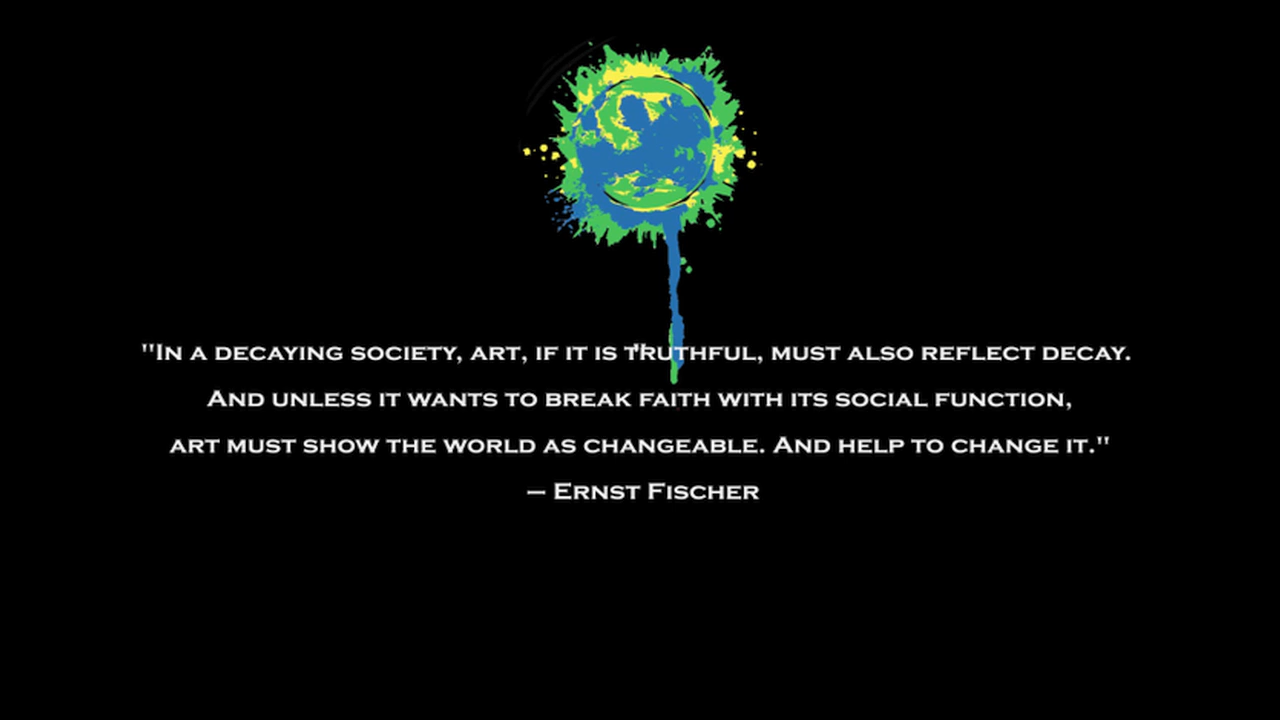 "In a decaying society, art, if it is truthful, must also reflect decay.
And unless it wants to break faith with its social function,
art must show the world as changeable. And help to change it."
– Ernst Fischer